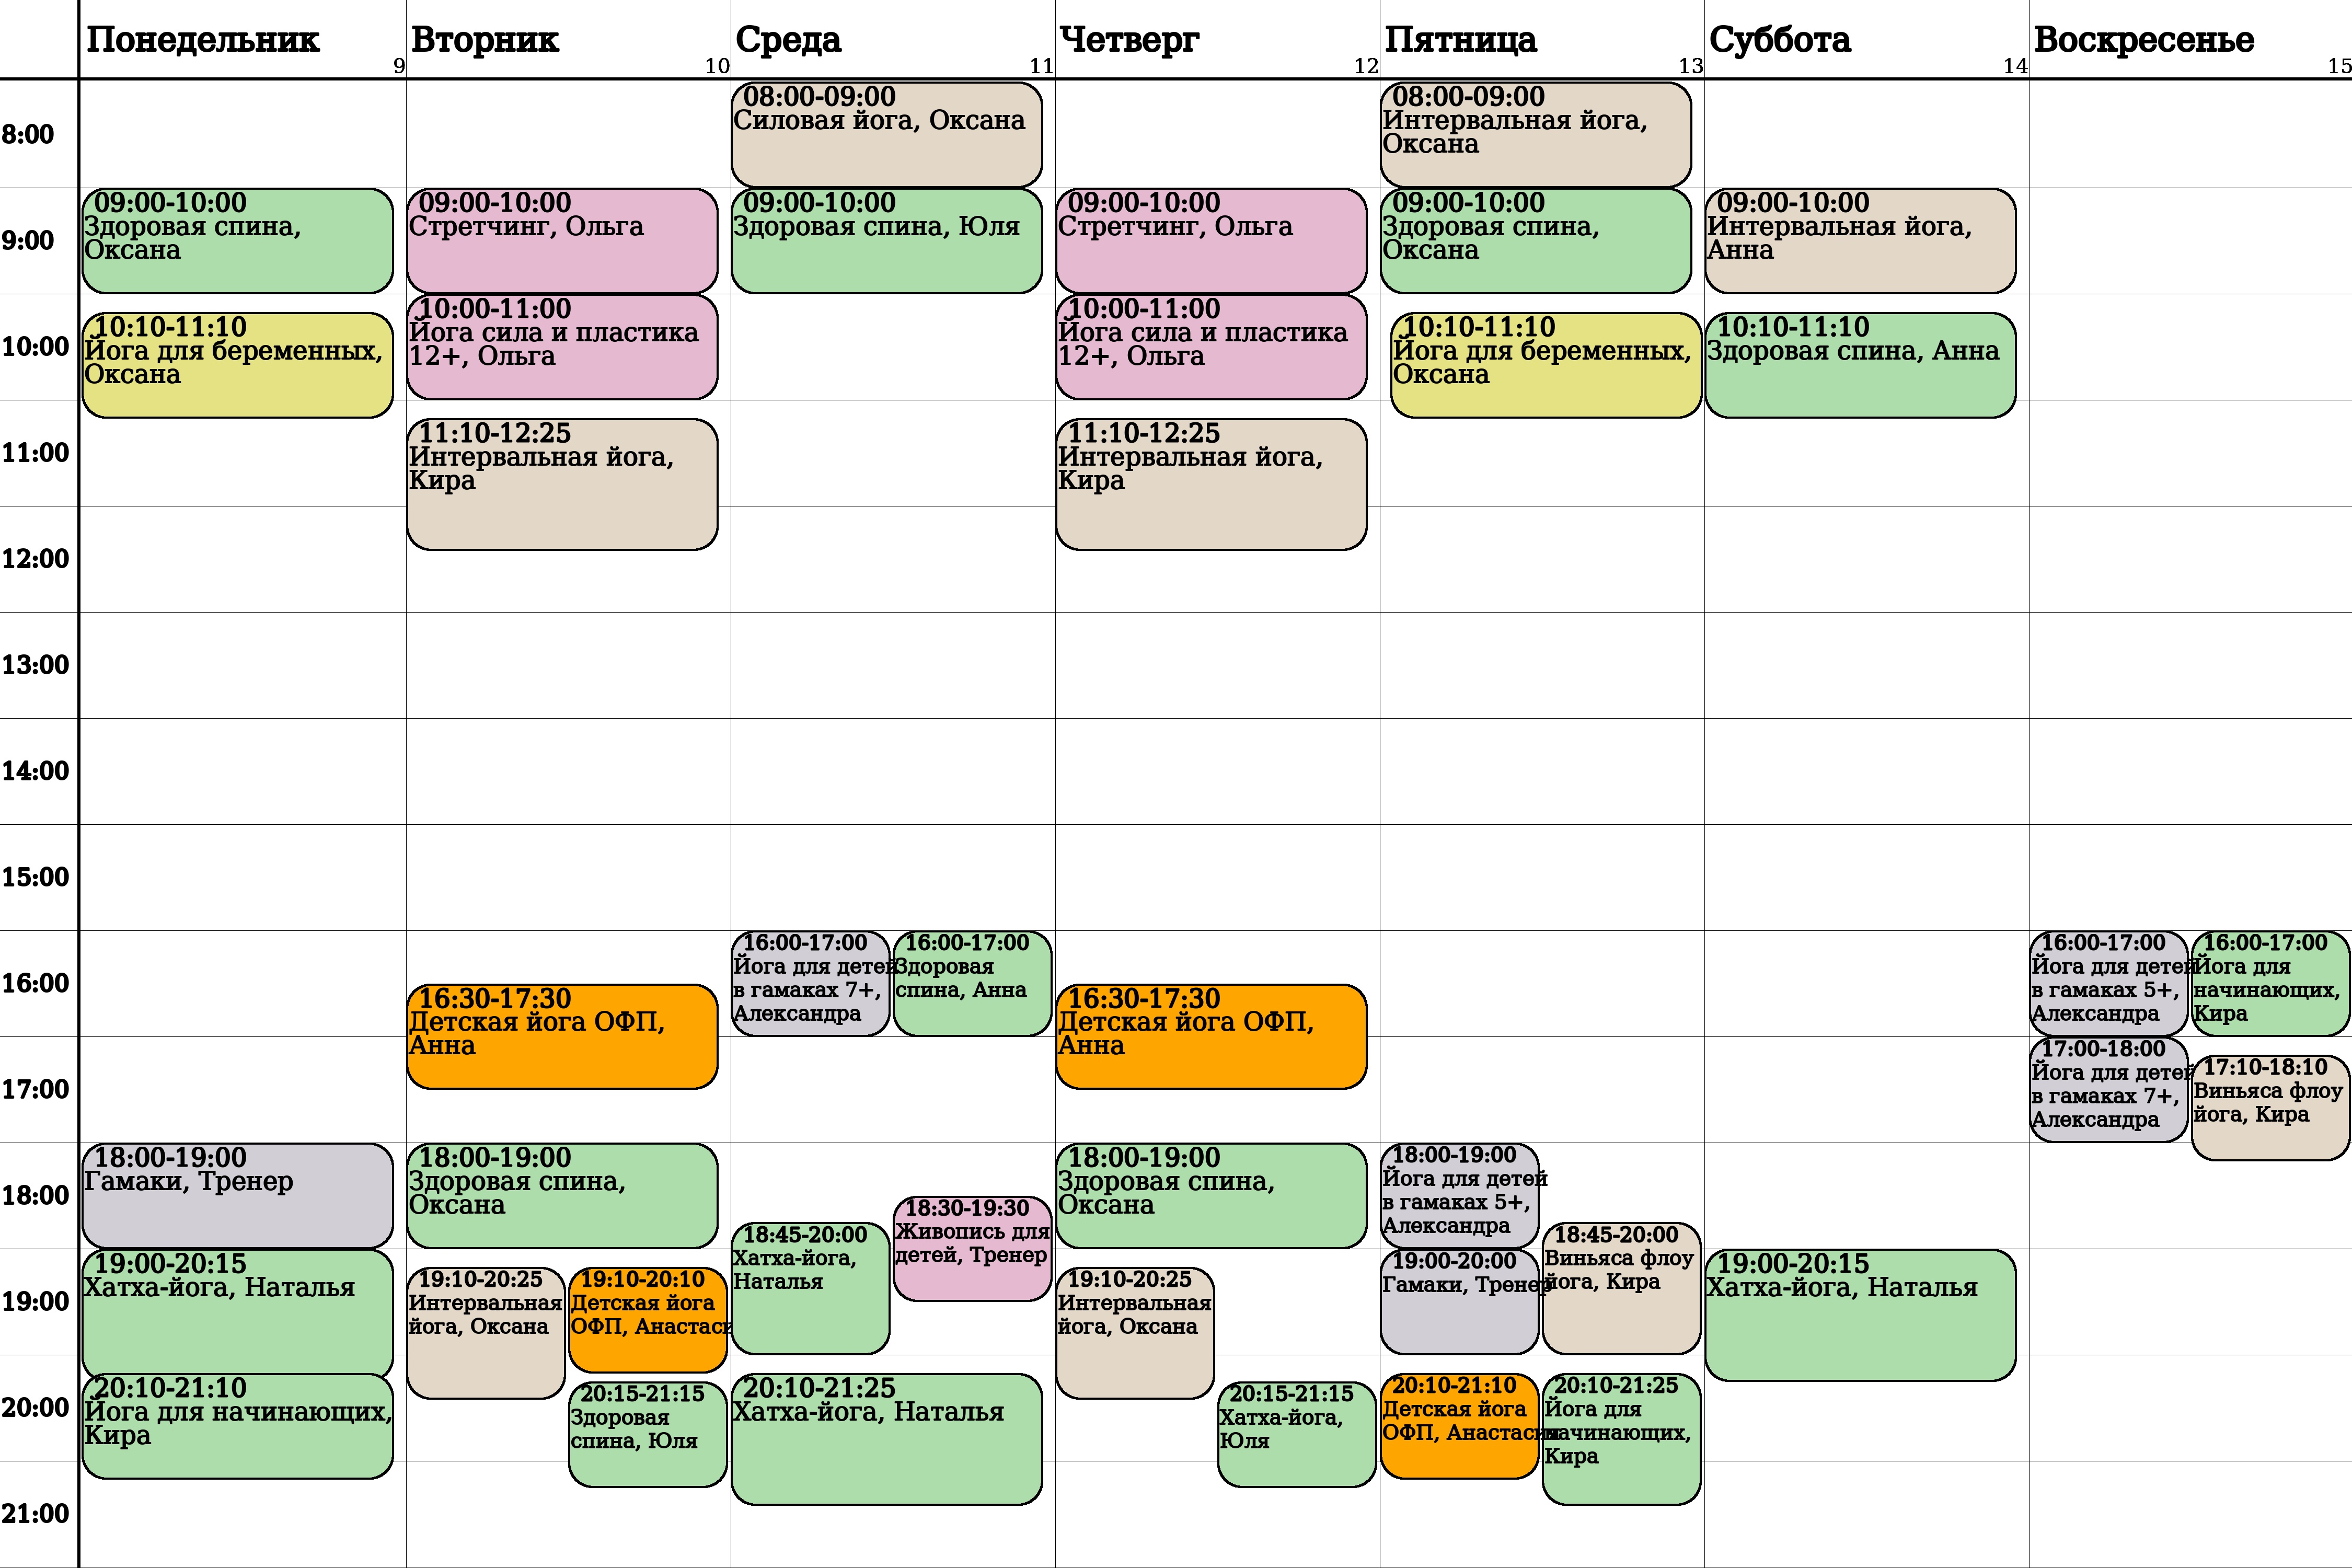 Понедельник
9
Вторник
10
Среда
11
Четверг
12
Пятница
13
Суббота
14
Воскресенье
15
8:00
9:00
10:00
11:00
12:00
13:00
14:00
15:00
16:00
17:00
18:00
19:00
20:00
21:00
09:00-10:00
Здоровая спина,
Оксана
10:10-11:10
Йога для беременных,
Оксана
18:00-19:00
Гамаки, Тренер
19:00-20:15
Хатха-йога, Наталья
20:10-21:10
Йога для начинающих,
Кира
09:00-10:00
Стретчинг, Ольга
10:00-11:00
Йога сила и пластика
12+, Ольга
11:10-12:25
Интервальная йога,
Кира
16:30-17:30
Детская йога ОФП,
Анна
18:00-19:00
Здоровая спина,
Оксана
19:10-20:25
Интервальная
йога, Оксана
19:10-20:10
Детская йога
ОФП, Анастаси
20:15-21:15
Здоровая
спина, Юля
08:00-09:00
Силовая йога, Оксана
09:00-10:00
Здоровая спина, Юля
16:00-17:00
Йога для детей
в гамаках 7+,
Александра
16:00-17:00
Здоровая
спина, Анна
18:45-20:00
Хатха-йога,
Наталья
18:30-19:30
Живопись для
детей, Тренер
20:10-21:25
Хатха-йога, Наталья
09:00-10:00
Стретчинг, Ольга
10:00-11:00
Йога сила и пластика
12+, Ольга
11:10-12:25
Интервальная йога,
Кира
16:30-17:30
Детская йога ОФП,
Анна
18:00-19:00
Здоровая спина,
Оксана
19:10-20:25
Интервальная
йога, Оксана
20:15-21:15
Хатха-йога,
Юля
08:00-09:00
Интервальная йога,
Оксана
09:00-10:00
Здоровая спина,
Оксана
10:10-11:10
Йога для беременных,
Оксана
18:00-19:00
Йога для детей
в гамаках 5+,
Александра
18:45-20:00
Виньяса флоу
йога, Кира
19:00-20:00
Гамаки, Тренер
20:10-21:10
Детская йога
ОФП, Анастасия
20:10-21:25
Йога для
начинающих,
Кира
09:00-10:00
Интервальная йога,
Анна
10:10-11:10
Здоровая спина, Анна
19:00-20:15
Хатха-йога, Наталья
16:00-17:00
Йога для детей
в гамаках 5+,
Александра
16:00-17:00
Йога для
начинающих,
Кира
17:00-18:00
Йога для детей
в гамаках 7+,
Александра
17:10-18:10
Виньяса флоу
йога, Кира